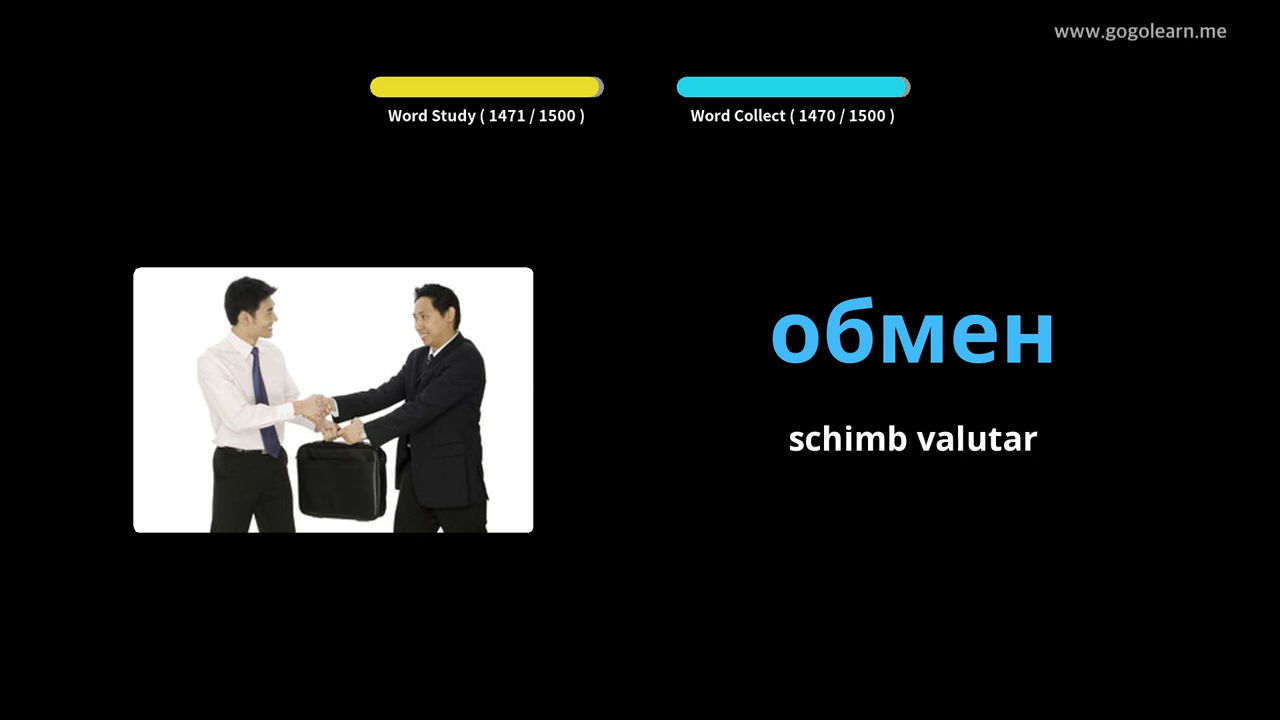 www.gogolearn.me
Word Study ( 1471 / 1500 )
Word Collect ( 1470 / 1500 )
обмен
schimb valutar